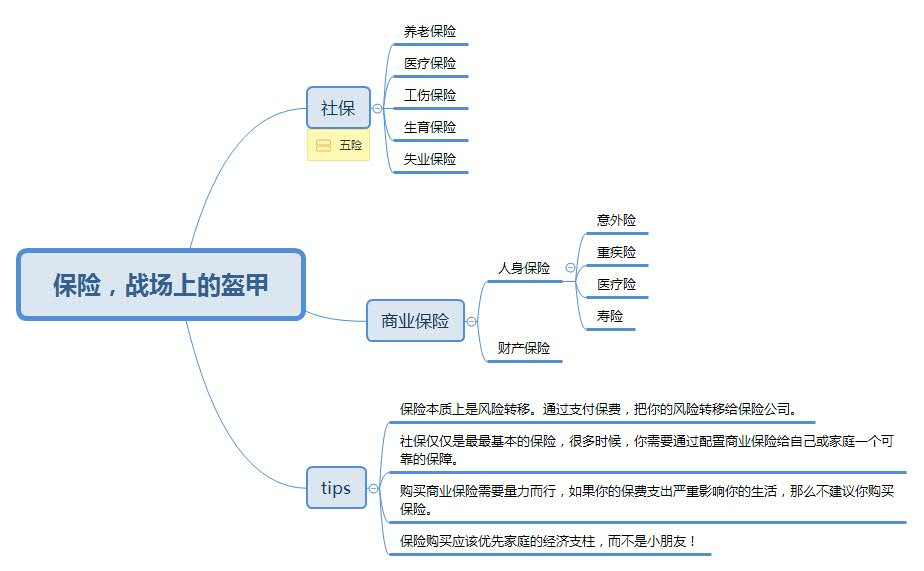 保险，战场上的盔甲
社保
五险
养老保险
医疗保险
工伤保险
生育保险
失业保险
商业保险
人身保险
意外险
重疾险
医疗险
寿险
财产保险
tips
保险本质上是风险转移。通过支付保费，把你的风险转移给保险公司。
社保仅仅是最最基本的保险，很多时候，你需要通过配置商业保险给自己或家庭一个可
靠的保障。
购买商业保险需要量力而行，如果你的保费支出严重影响你的生活，那么不建议你购买
保险。
保险购买应该优先家庭的经济支柱，而不是小朋友！